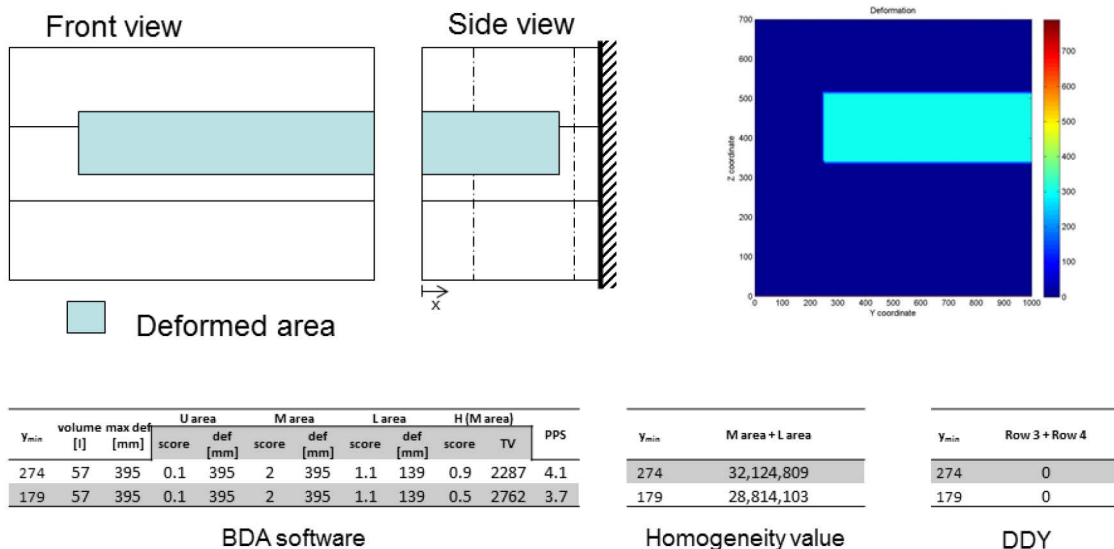 Front view
Side view
x
Deformed area
Deformation
Z coordinate
700
600
500
400
300
200
100
0
0 100 200 300 400 500 600 700 800 900 1000
Y coordinate
700
600
500
400
300
200
100
0
ymin volume [l] max def [mm] U area M area L area H (M area) PPS
score def [mm] score def [mm] score def [mm] score TV
274 57 395 0.1 395 2 395 1.1 139 0.9 2287 4.1
179 57 395 0.1 395 2 395 1.1 139 0.5 2762 3.7
BDA software
ymin M area + L area
274 32,124,809
179 28,814,103
Homogeneity value
ymin Row 3 + Row 4
274 0
179 0
DDY